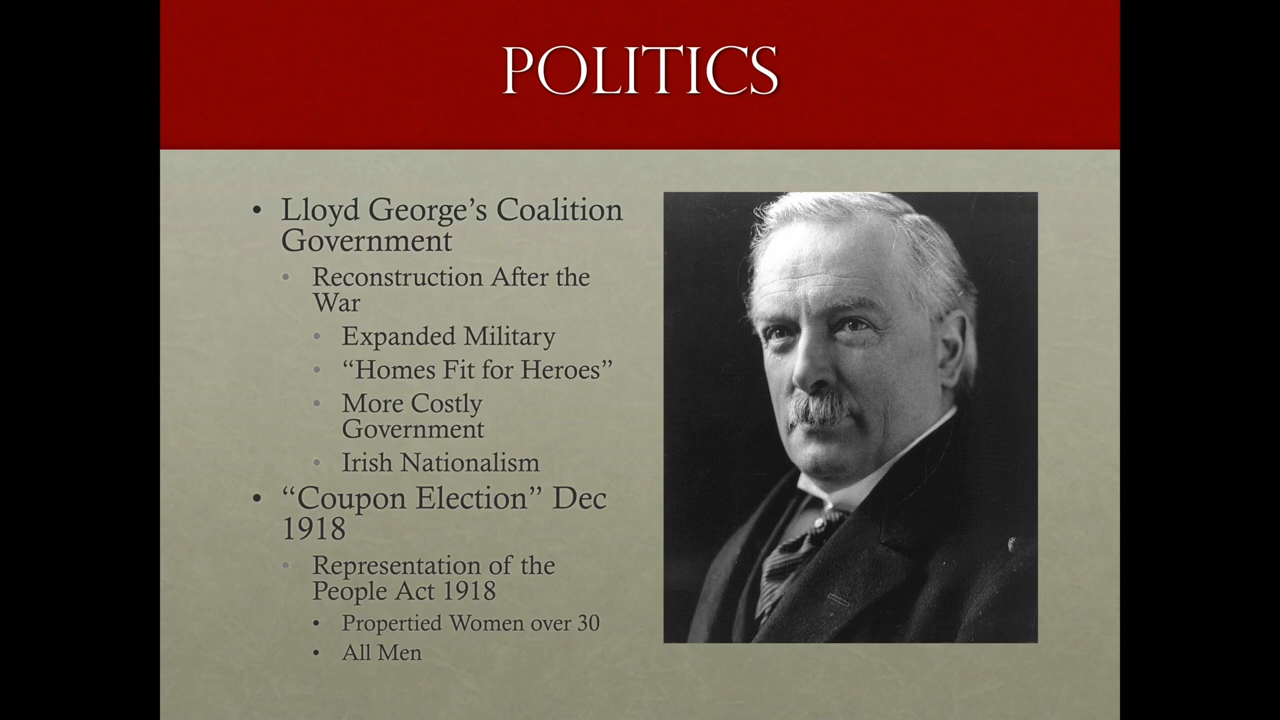 POLITICS
• Lloyd George’s Coalition
Government
• Reconstruction After the
War
• Expanded Military
• “Homes Fit for Heroes”
• More Costly
Government
• Irish Nationalism
• “Coupon Election” Dec
1918
• Representation of the
People Act 1918
• Propertied Women over 30
• All Men